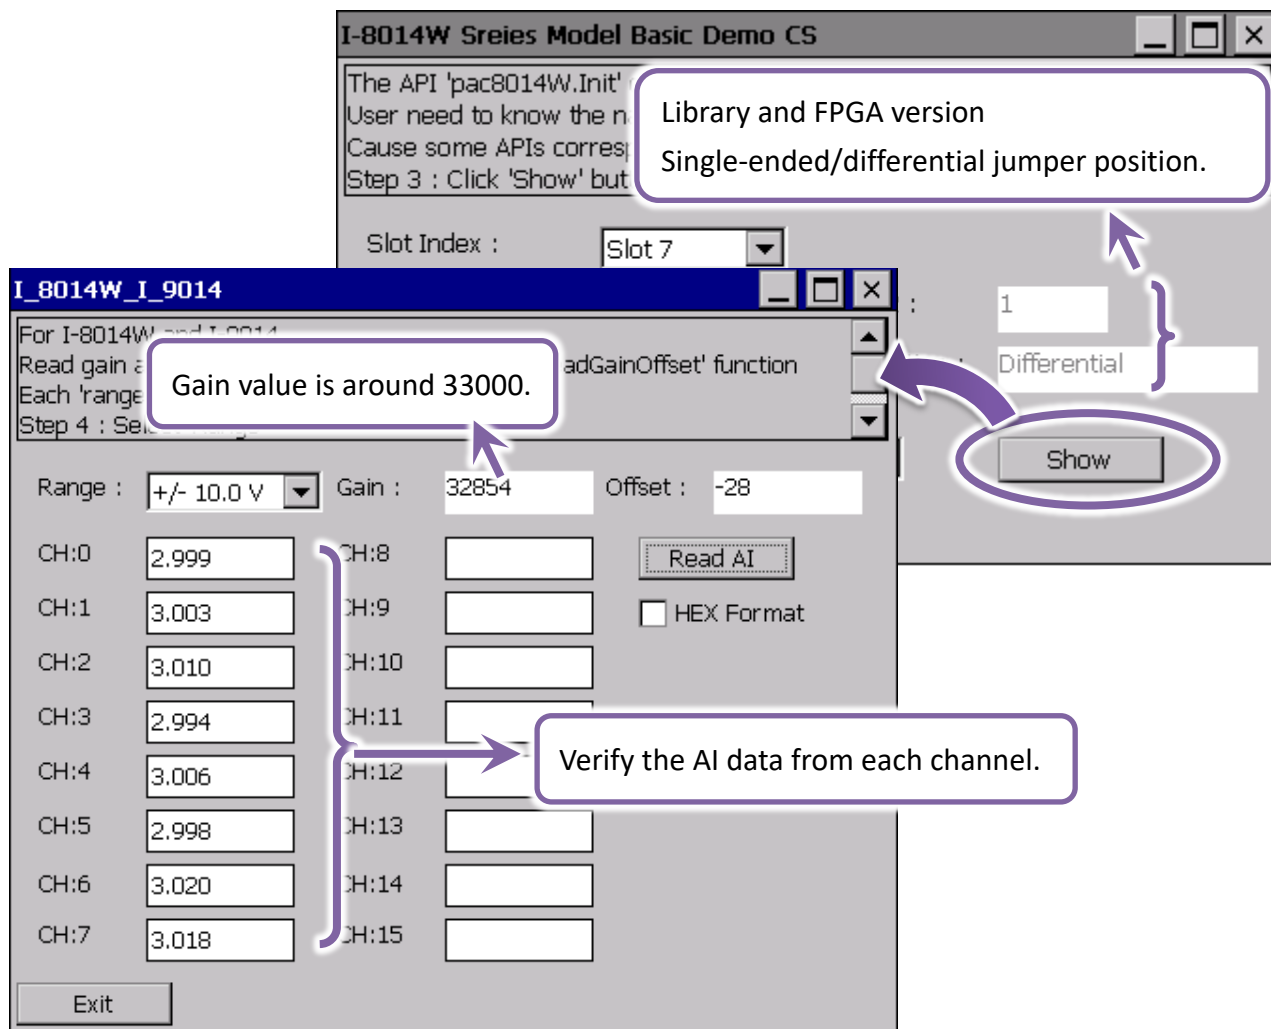 I-8014W Sreies Model Basic Demo CS
The API 'pac8014W.Init'
User need to know the
Cause some APIs
Step 3 : Click 'Show'
Library and FPGA version
Single-ended/differential jumper position.
Slot Index :
Slot 7
: 1
: Differential
Show
I_8014W_I_9014
For I-8014W and I-9014
Read gain
function
Each 'range
Step 4 :
Gain value is around 33000.
Range : +/- 10.0 V Gain : 32854 Offset : -28
CH:0 2.999 CH:8 Read AI
CH:1 3.003 CH:9 HEX Format
CH:2 3.010 CH:10
CH:3 2.994 CH:11
CH:4 3.006 CH:12
Verify the AI data from each channel.
CH:5 2.998 CH:13
CH:6 3.020 CH:14
CH:7 3.018 CH:15
Exit